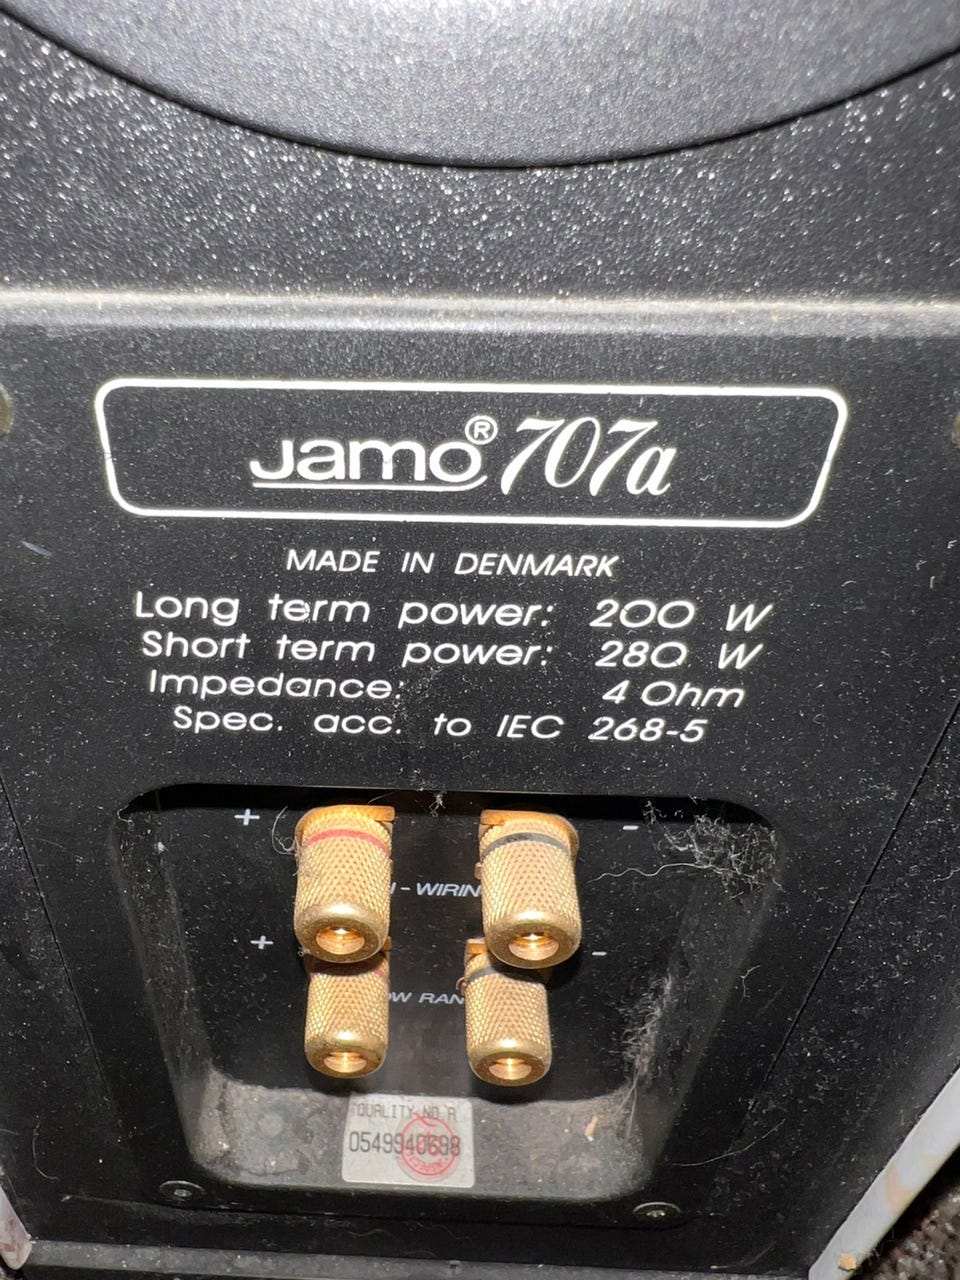 Jamo® 707a
MADE IN DENMARK
Long term power: 200 W
Short term power: 280 W
Impedance: 4 Ohm
Spec. acc. to IEC 268-5
+ -
+ -
QUALITY NO R